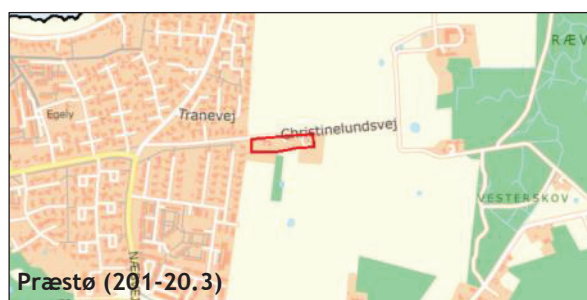 RÆV
Egely
Tranevej
Christinelundsvej
VESTERSKOV
Præstø (201-20.3)